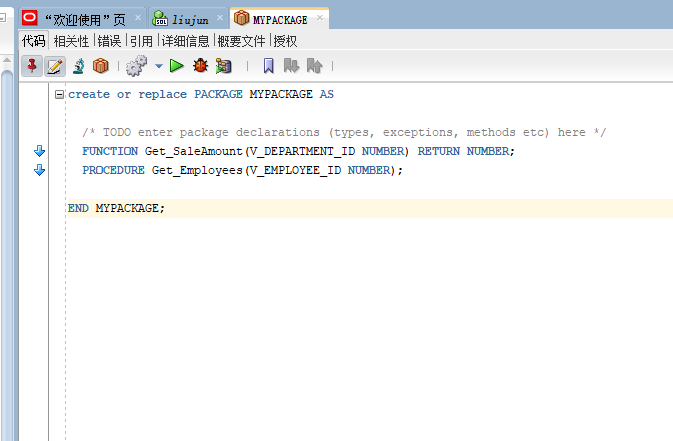 “欢迎使用”页 liujun MYPACKAGE
代码 相关性 错误 引用 详细信息 概要文件 授权
create or replace PACKAGE MYPACKAGE AS
/* TODO enter package declarations (types, exceptions, methods etc) here */
FUNCTION Get_SaleAmount(V_DEPARTMENT_ID NUMBER) RETURN NUMBER;
PROCEDURE Get_Employees(V_EMPLOYEE_ID NUMBER);
END MYPACKAGE;